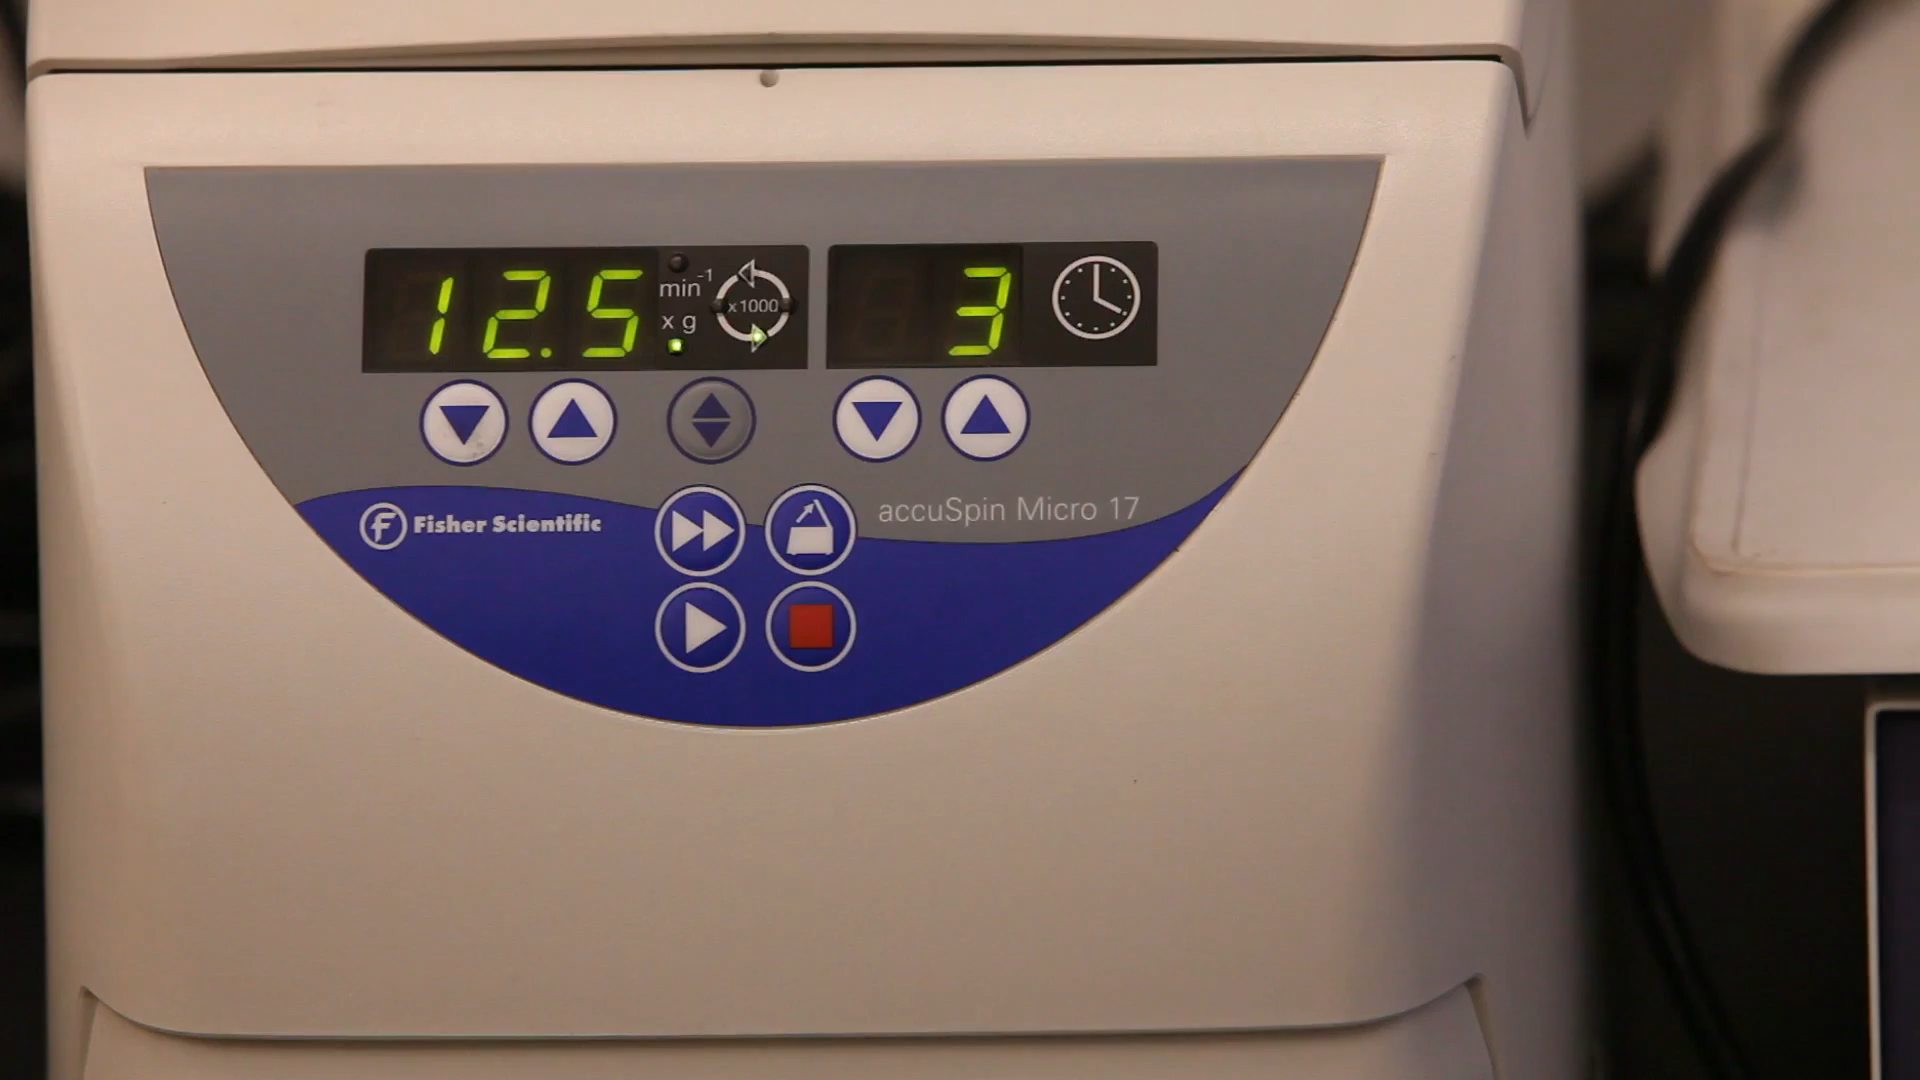 12.5
min-1
x g
x1000
3
Fisher Scientific
accuSpin Micro 17